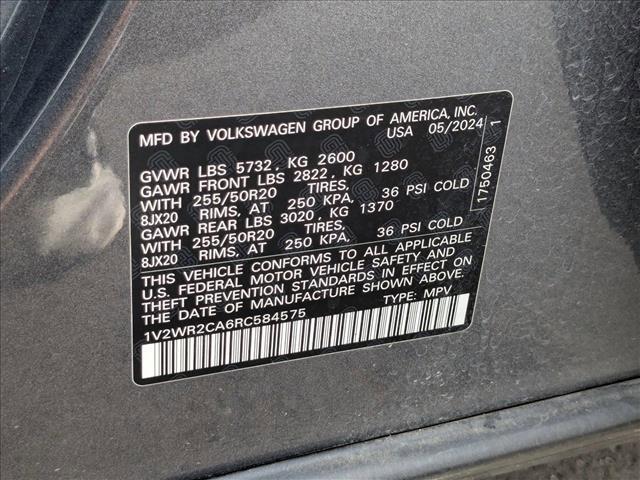 MFD BY VOLKSWAGEN GROUP OF AMERICA, INC.
USA 05/2024
GVWR LBS 5732, KG 2600
GAWR FRONT LBS 2822, KG 1280
WITH 255/50R20 TIRES,
8JX20 RIMS, AT 250 KPA, 36 PSI COLD
GAWR REAR LBS 3020, KG 1370
WITH 255/50R20 TIRES,
8JX20 RIMS, AT 250 KPA, 36 PSI COLD
THIS VEHICLE CONFORMS TO ALL APPLICABLE
U.S. FEDERAL MOTOR VEHICLE SAFETY AND
THEFT PREVENTION STANDARDS IN EFFECT ON
THE DATE OF MANUFACTURE SHOWN ABOVE.
1V2WR2CA6RC584575 TYPE: MPV
1750463 1